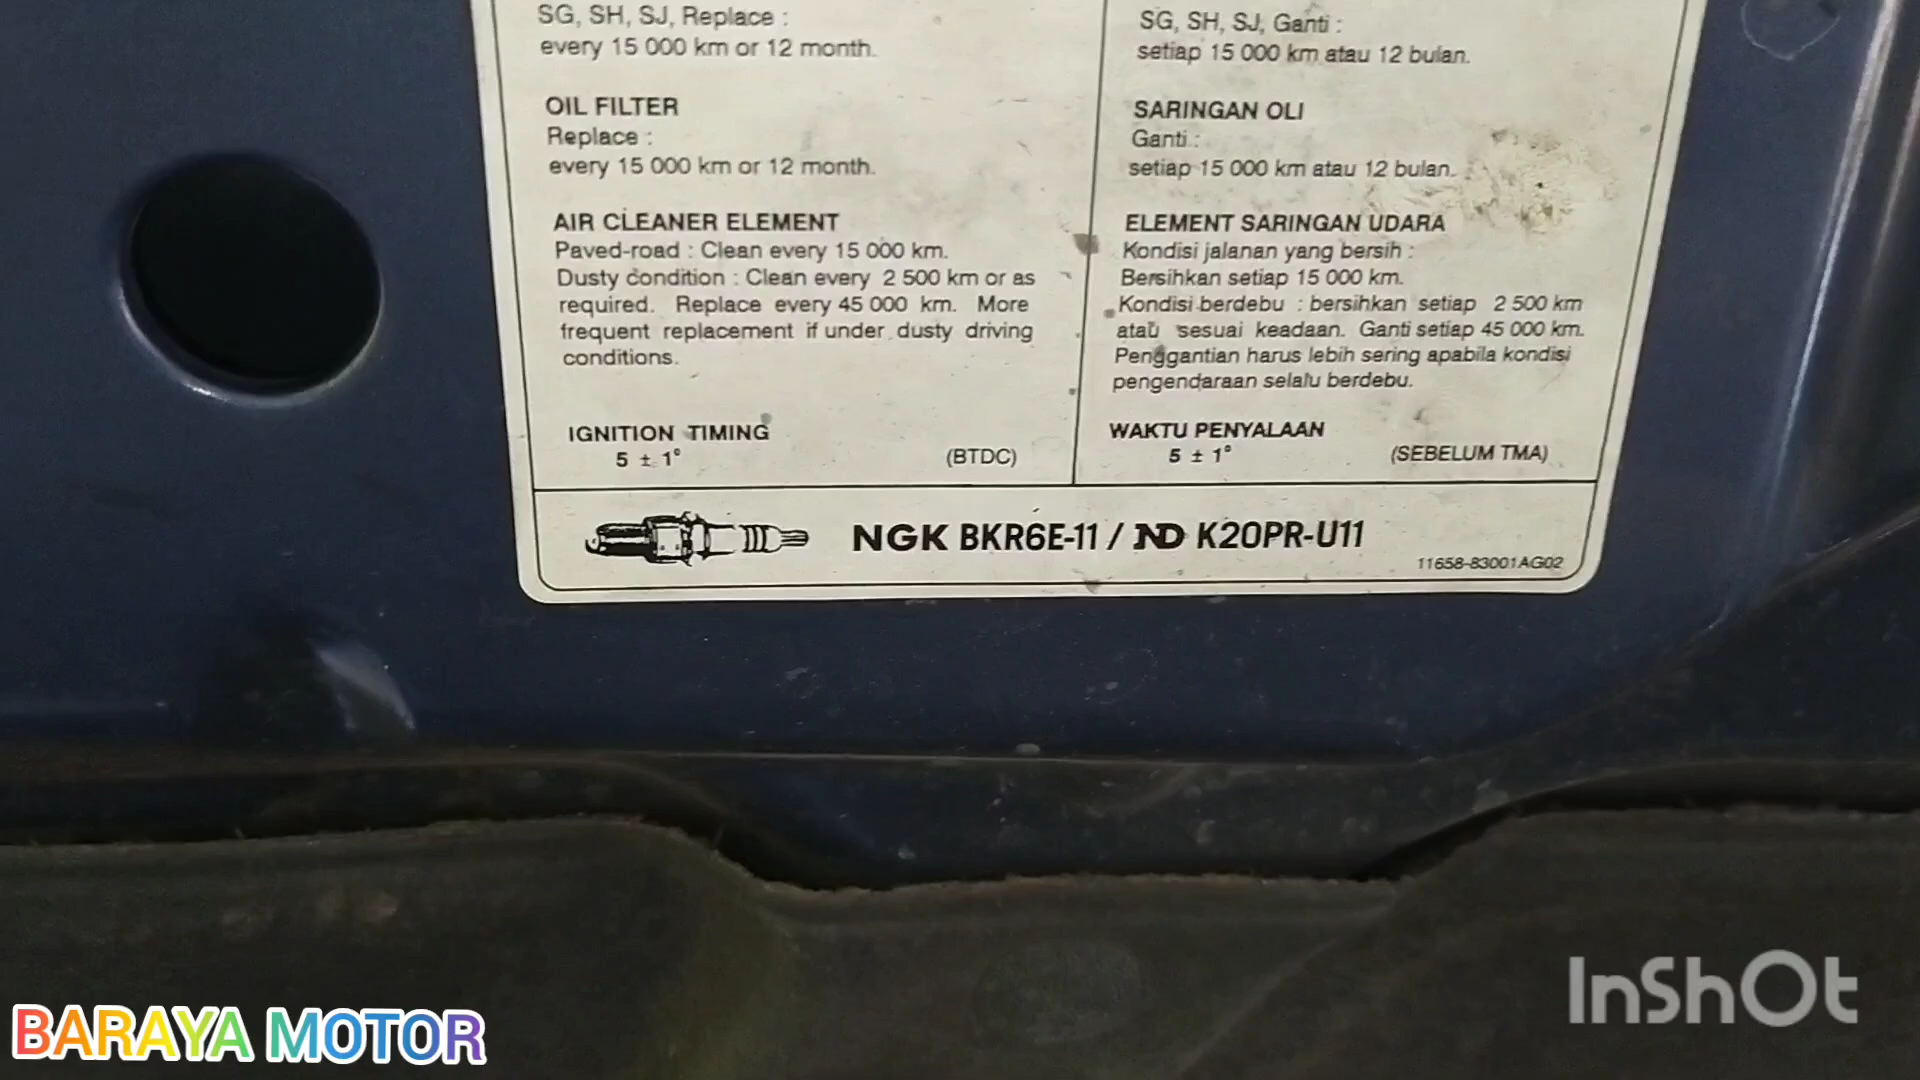 SG, SH, SJ, Replace :
every 15 000 km or 12 month.
OIL FILTER
Replace :
every 15 000 km or 12 month.
AIR CLEANER ELEMENT
Paved-road : Clean every 15 000 km.
Dusty condition : Clean every 2 500 km or as
required. Replace every 45 000 km. More
frequent replacement if under dusty driving
conditions.
IGNITION TIMING
5 ± 1° (BTDC)
SG, SH, SJ, Ganti :
setiap 15 000 km atau 12 bulan.
SARINGAN OLI
Ganti :
setiap 15 000 km atau 12 bulan.
ELEMENT SARINGAN UDARA
Kondisi jalanan yang bersih :
Bersihkan setiap 15 000 km.
Kondisi berdebu : bersihkan setiap 2 500 km
atau sesuai keadaan. Ganti setiap 45 000 km.
Penggantian harus lebih sering apabila kondisi
pengendaraan selalu berdebu.
WAKTU PENYALAAN
5 ± 1° (SEBELUM TMA)
NGK BKR6E-11 / ND K20PR-U11
11658-83001AG02
BARAYA MOTOR
InShOt